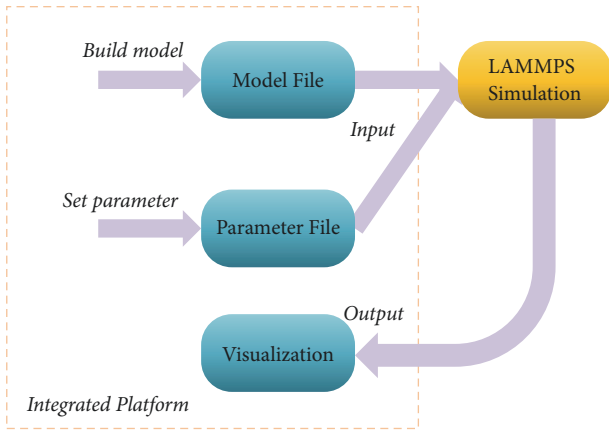 Build model
Model File
LAMMPS
Simulation
Input
Set parameter
Parameter File
Output
Visualization
Integrated Platform